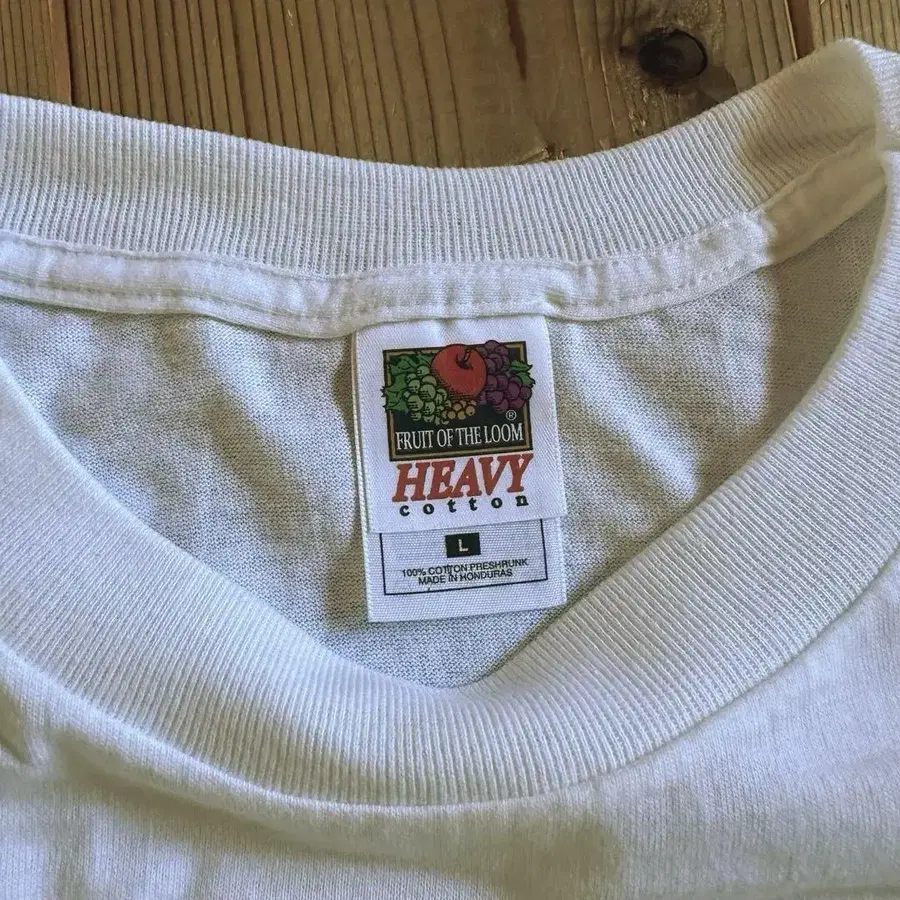 ®
FRUIT OF THE LOOM
HEAVY
cotton
L
100% COTTON PRESHRUNK
MADE IN HONDURAS